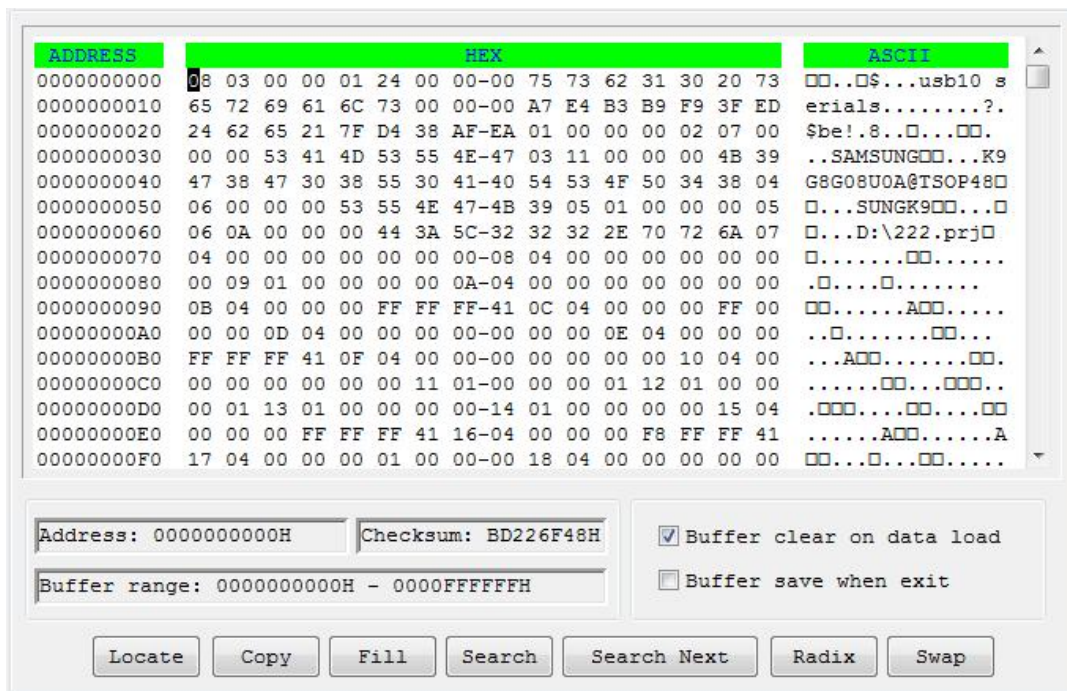 ADDRESS HEX ASCII
0000000000 08 03 00 00 01 24 00 00-00 75 73 62 31 30 20 73 □□..□$...usb10 s
0000000010 65 72 69 61 6C 73 00 00-00 A7 E4 B3 B9 F9 3F ED erials........?.
0000000020 24 62 65 21 7F D4 38 AF-EA 01 00 00 00 02 07 00 $be!.8..□...□□.
0000000030 00 00 53 41 4D 53 55 4E-47 03 11 00 00 00 4B 39 ..SAMSUNG□□...K9
0000000040 47 38 47 30 38 55 30 41-40 54 53 4F 50 34 38 04 G8G08U0A@TSOP48□
0000000050 06 00 00 00 53 55 4E 47-4B 39 05 01 00 00 00 05 □...SUNGK9□□...□
0000000060 06 0A 00 00 00 44 3A 5C-32 32 32 2E 70 72 6A 07 □...D:\222.prj□
0000000070 04 00 00 00 00 00 00 00-08 04 00 00 00 00 00 00 □.......□□......
0000000080 00 09 01 00 00 00 00 0A-04 00 00 00 00 00 00 00 .□....□.......
0000000090 0B 04 00 00 00 FF FF FF-41 0C 04 00 00 00 FF 00 □□......A□□.....
00000000A0 00 00 0D 04 00 00 00 00-00 00 00 0E 04 00 00 00 ..□.......□□...
00000000B0 FF FF FF 41 0F 04 00 00-00 00 00 00 00 10 04 00 ...A□□.......□□.
00000000C0 00 00 00 00 00 00 11 01-00 00 00 01 12 01 00 00 ......□□...□□□..
00000000D0 00 01 13 01 00 00 00 00-14 01 00 00 00 00 15 04 .□□□....□□....□□
00000000E0 00 00 00 FF FF FF 41 16-04 00 00 00 F8 FF FF 41 ......A□□......A
00000000F0 17 04 00 00 00 01 00 00-00 18 04 00 00 00 00 00 □□...□...□□.....
Address: 0000000000H Checksum: BD226F48H
Buffer range: 0000000000H - 0000FFFFFFH
Buffer clear on data load
Buffer save when exit
Locate Copy Fill Search Search Next Radix Swap